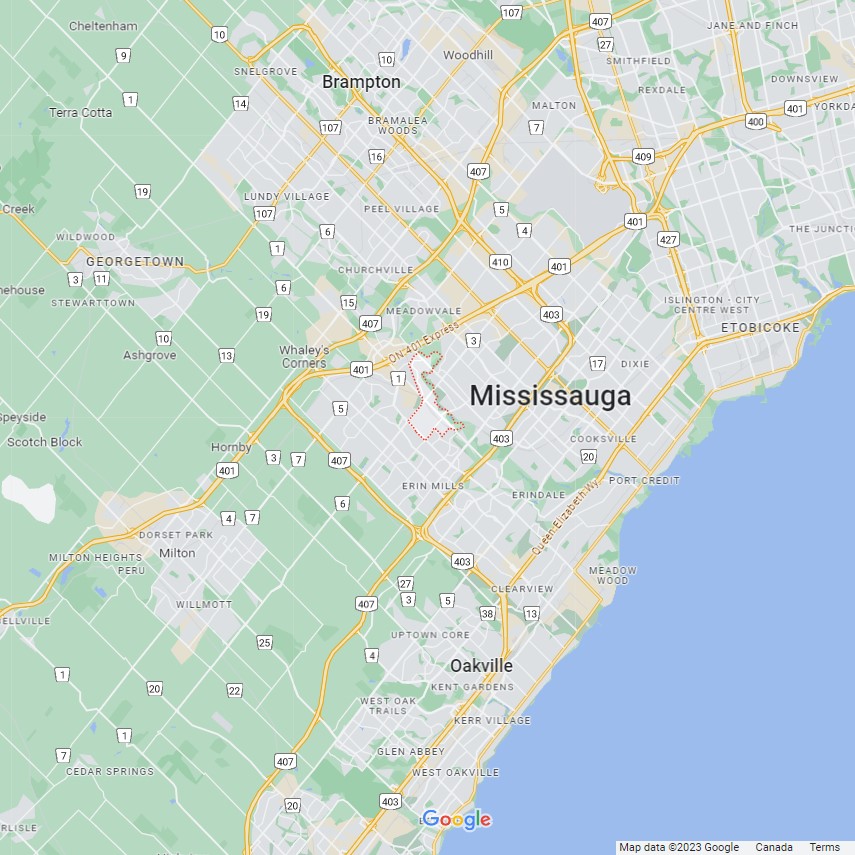 107
407
Cheltenham
JANE AND FINCH
10
27
9
10
Woodhill
SMITHFIELD
SNELGROVE
Brampton
DOWNSVIEW
REXDALE
1
14
MALTON
401
YORKDA
Terra Cotta
BRAMALEA
WOODS
400
107
7
16
409
407
19
LUNDY VILLAGE
107
PEEL VILLAGE
5
Creek
401
4
THE JUNCTI
6
WILDWOOD
427
1
GEORGETOWN
410
401
CHURCHVILLE
3
11
nehouse
6
STEWARTTOWN
15
ISLINGTON - CITY
CENTRE WEST
19
MEADOWVALE
403
407
ETOBICOKE
ON 401 Express
10
3
Ashgrove
13
Whaley's
Corners
17
DIXIE
401
1
Mississauga
5
Speyside
403
COOKSVILLE
Scotch Block
Hornby
3
7
407
20
401
PORT CREDIT
ERIN MILLS
ERINDALE
6
4
7
Queen Elizabeth Wy
DORSET PARK
Milton
MILTON HEIGHTS
PERU
403
MEADOW
WOOD
27
CLEARVIEW
3
5
407
WILLMOTT
38
13
BELLVILLE
UPTOWN CORE
25
4
Oakville
1
20
22
KENT GARDENS
WEST OAK
TRAILS
KERR VILLAGE
1
7
GLEN ABBEY
407
CEDAR SPRINGS
WEST OAKVILLE
20
403
Google
ARLISLE
Map data ©2023 Google Canada Terms